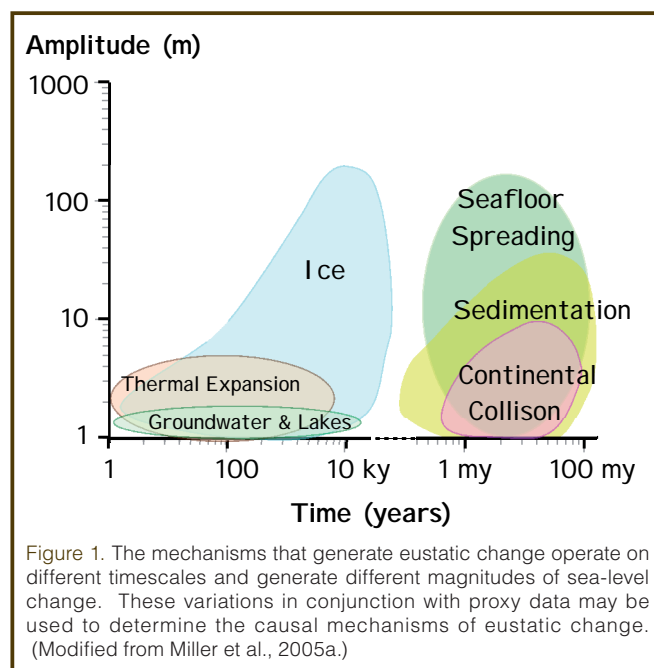 Amplitude (m)
1000
100
10
1
Seafloor
Spreading
Ice
Sedimentation
Thermal Expansion
Continental
Collison
Groundwater & Lakes
1 100 10 ky 1 my 100 my
Time (years)
Figure 1. The mechanisms that generate eustatic change operate on
different timescales and generate different magnitudes of sea-level
change. These variations in conjunction with proxy data may be
used to determine the causal mechanisms of eustatic change.
(Modified from Miller et al., 2005a.)